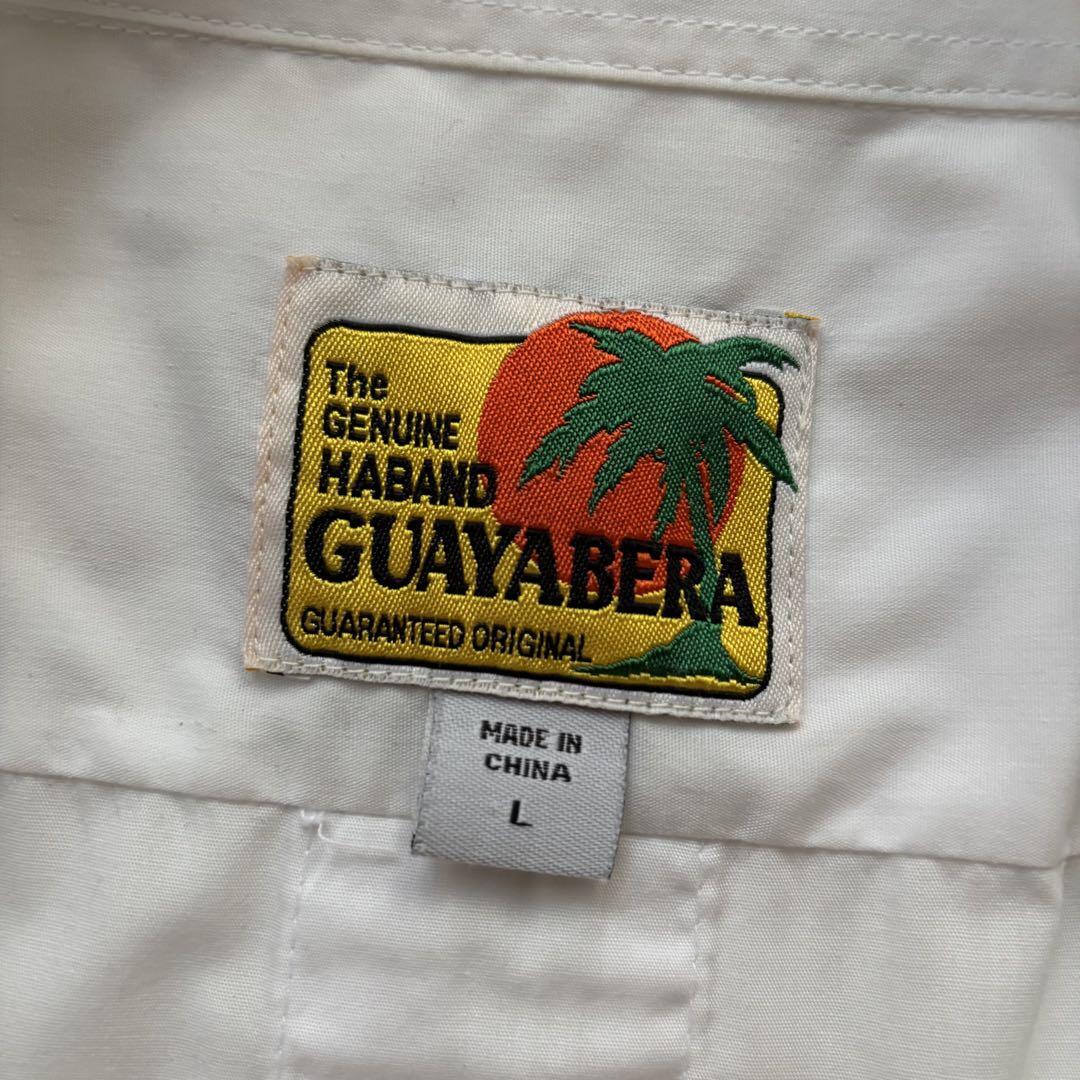 The
GENUINE
HABAND
GUAYABERA
GUARANTEED ORIGINAL
MADE IN
CHINA
L